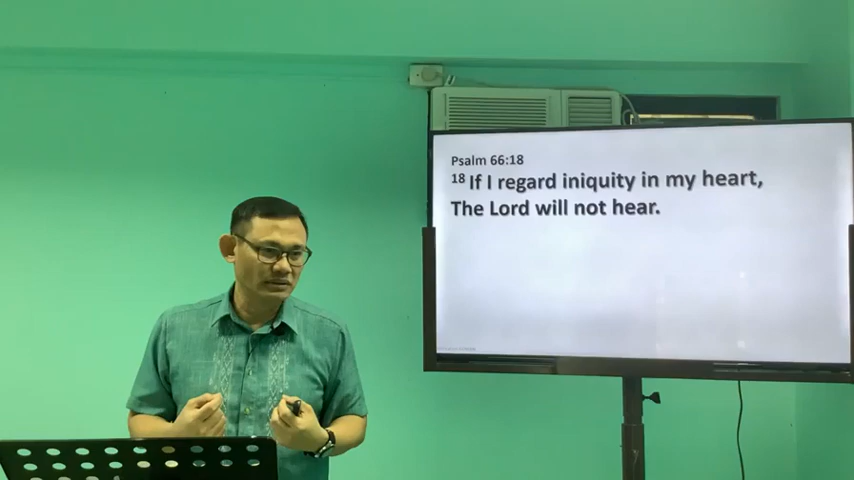 Psalm 66:18
18 If I regard iniquity in my heart,
The Lord will not hear.